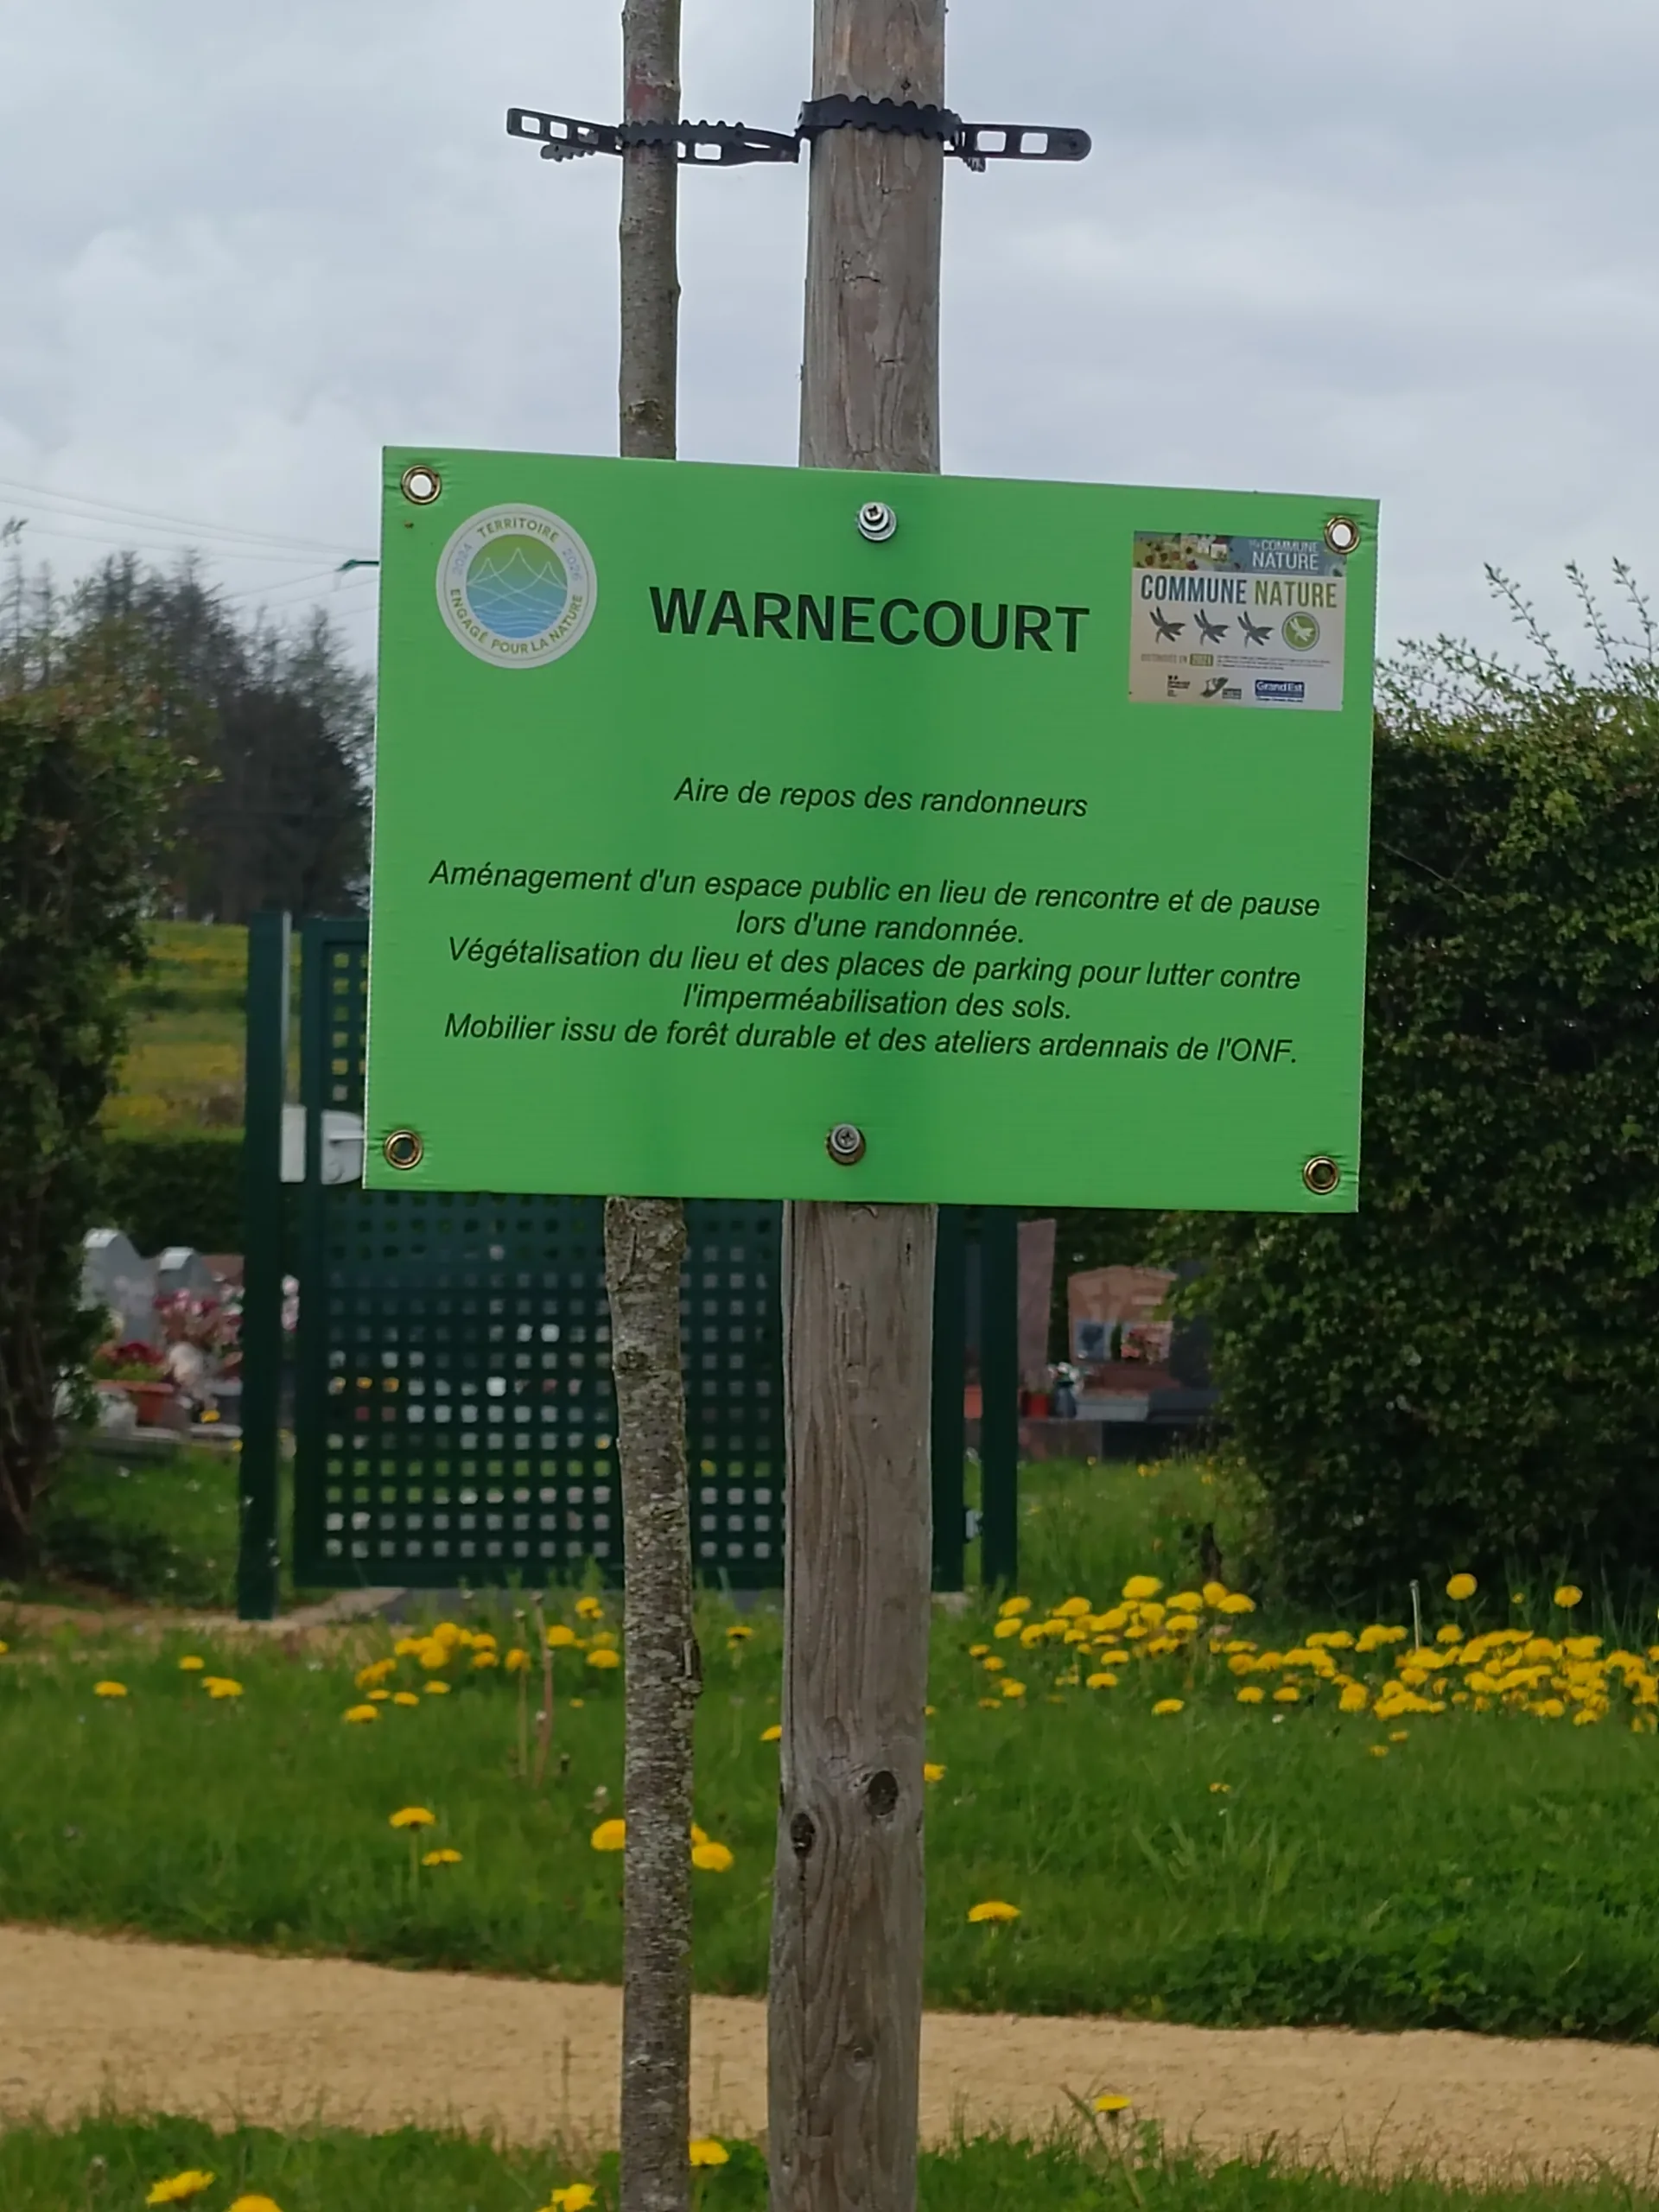 TERRITOIRE
2024 2026
ENGAGÉ POUR LA NATURE
WARNECOURT
COMMUNE
NATURE
COMMUNE NATURE
DISTINGUÉE EN 2021
Grand Est
Aire de repos des randonneurs
Aménagement d'un espace public en lieu de rencontre et de pause
lors d'une randonnée.
Végétalisation du lieu et des places de parking pour lutter contre
l'imperméabilisation des sols.
Mobilier issu de forêt durable et des ateliers ardennais de l'ONF.